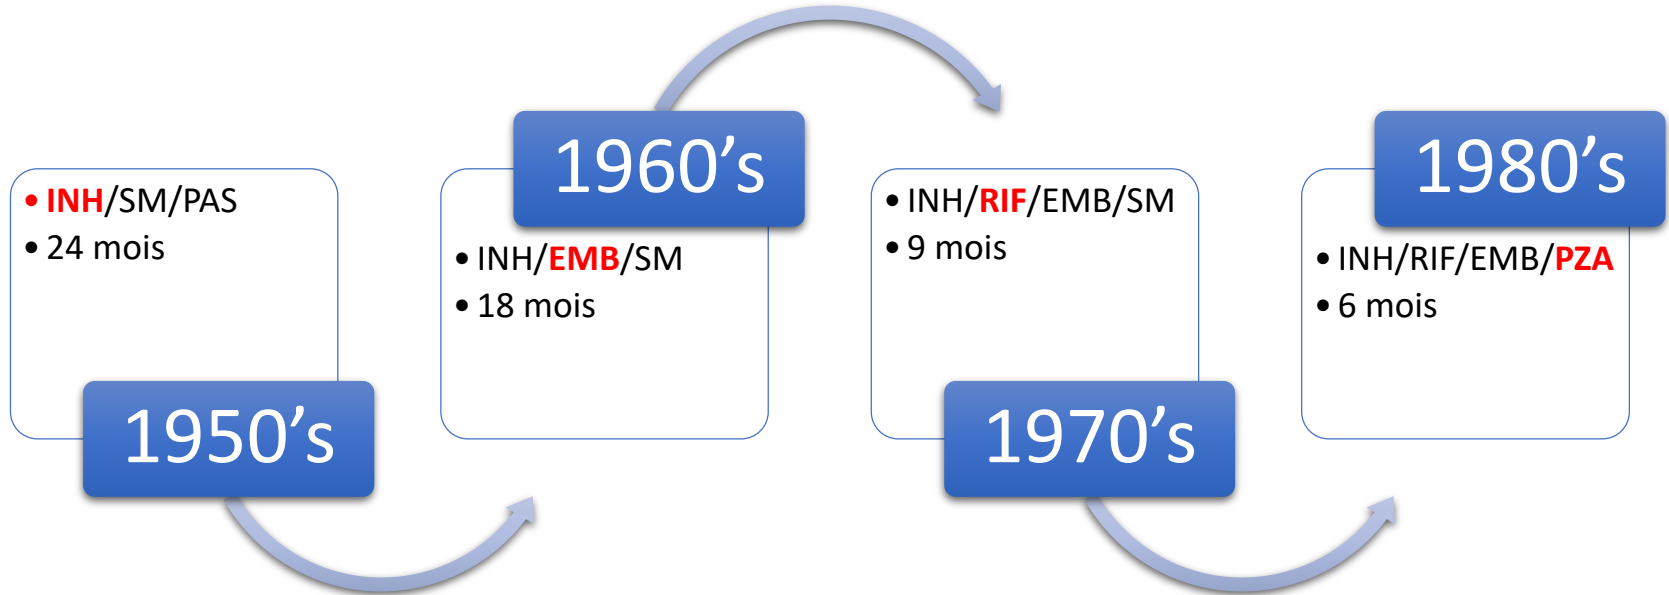 • INH/SM/PAS
• 24 mois
1950’s
1960’s
• INH/EMB/SM
• 18 mois
• INH/RIF/EMB/SM
• 9 mois
1970’s
1980’s
• INH/RIF/EMB/PZA
• 6 mois